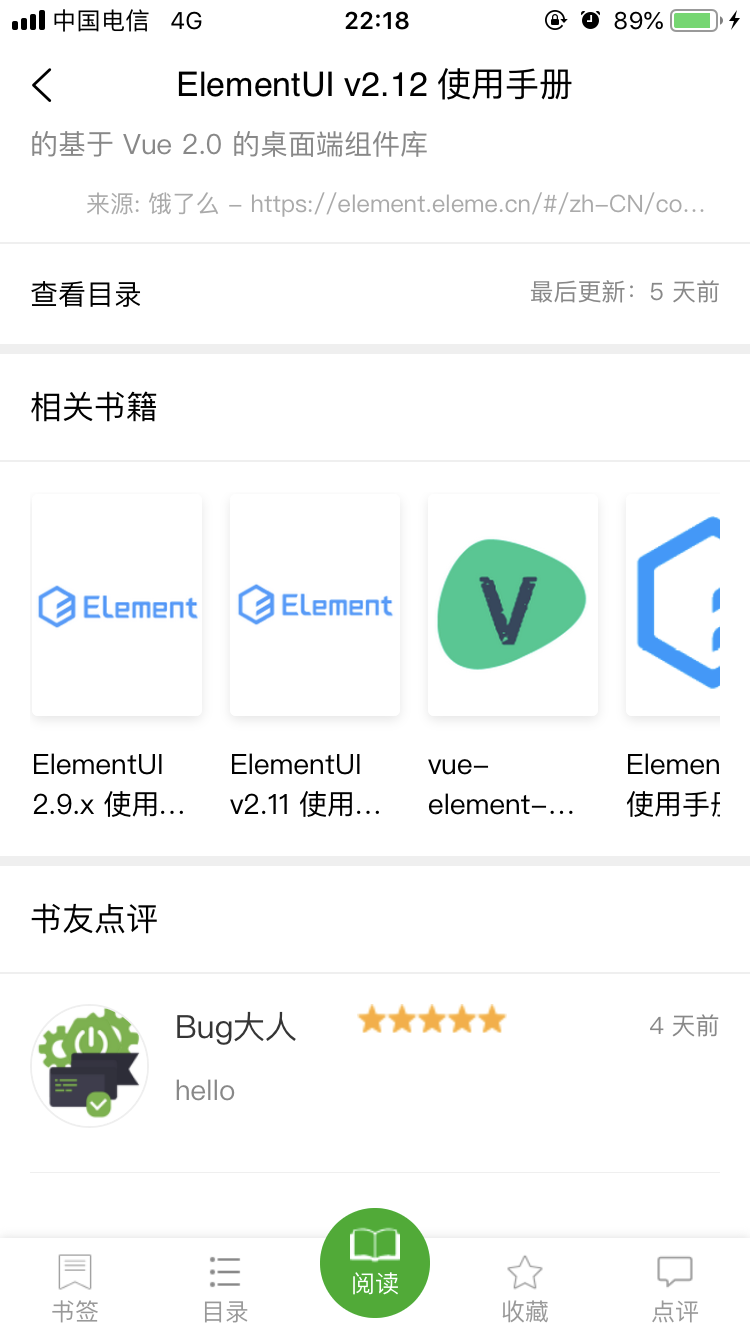 中国电信 4G 22:18 89%
ElementUI v2.12 使用手册
的基于 Vue 2.0 的桌面端组件库
来源: 饿了么 - https://element.eleme.cn/#/zh-CN/co...
查看目录 最后更新：5 天前
相关书籍
Element Element V
ElementUI ElementUI vue- Elemen
2.9.x 使用... v2.11 使用... element-... 使用手册
书友点评
Bug大人 4 天前
hello
阅读
书签 目录 收藏 点评